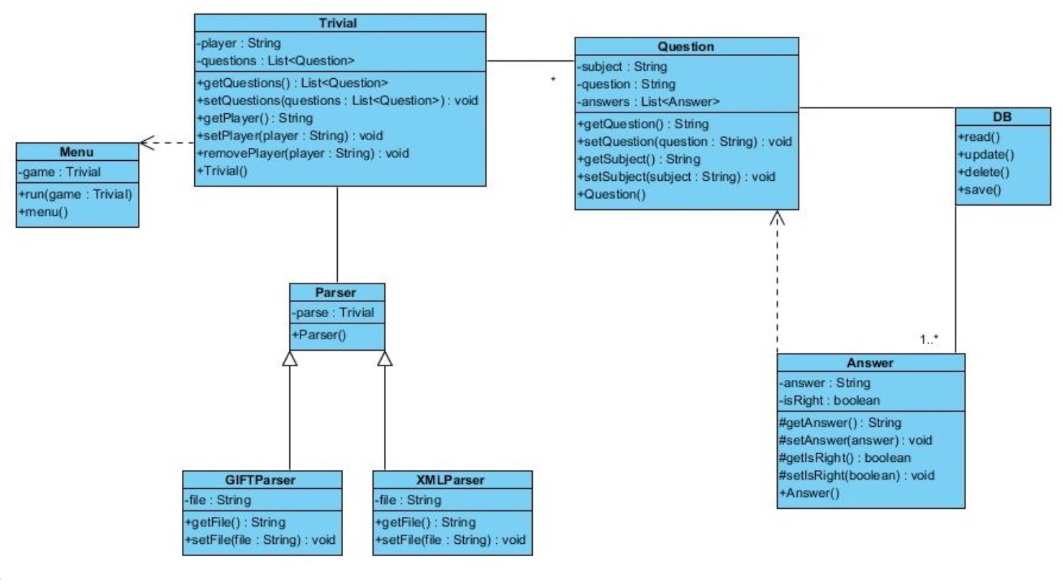 Trivial
-player : String
-questions : List<Question>
+getQuestions() : List<Question>
+setQuestions(questions : List<Question>) : void
+getPlayer() : String
+setPlayer(player : String) : void
+removePlayer(player : String) : void
+Trivial()
*
Question
-subject : String
-question : String
-answers : List<Answer>
+getQuestion() : String
+setQuestion(question : String) : void
+getSubject() : String
+setSubject(subject : String) : void
+Question()
DB
+read()
+update()
+delete()
+save()
Menu
-game : Trivial
+run(game : Trivial)
+menu()
Parser
-parse : Trivial
+Parser()
1..*
Answer
-answer : String
-isRight : boolean
#getAnswer() : String
#setAnswer(answer) : void
#getIsRight() : boolean
#setIsRight(boolean) : void
+Answer()
GIFTParser
-file : String
+getFile() : String
+setFile(file : String) : void
XMLParser
-file : String
+getFile() : String
+setFile(file : String) : void